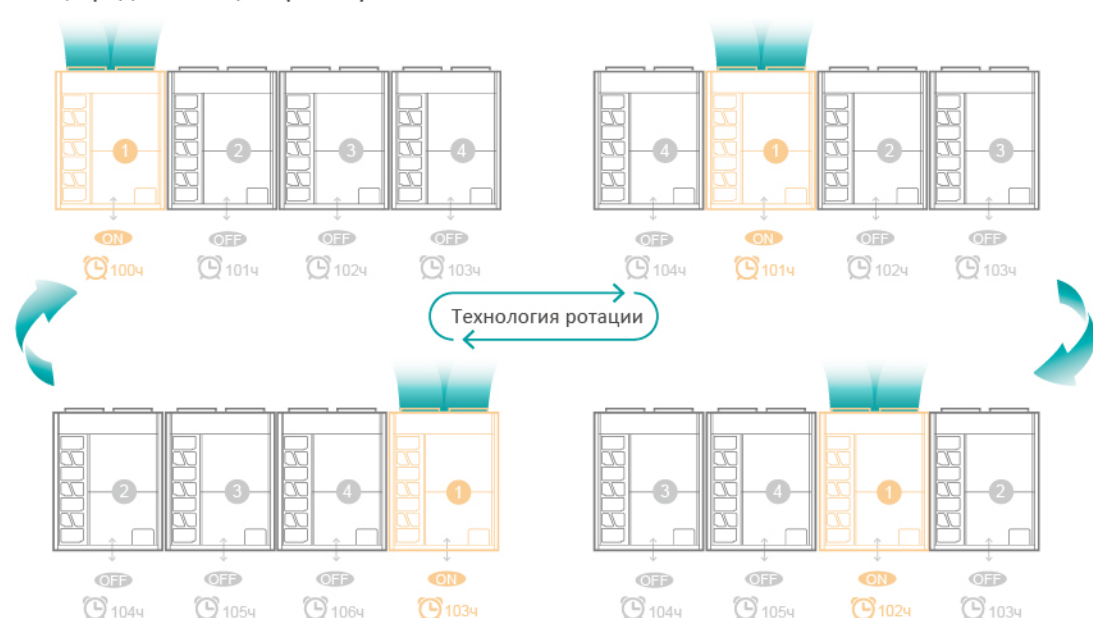 1 2 3 4
4 1 2 3
ON OFF OFF OFF
OFF ON OFF OFF
100ч 101ч 102ч 103ч
104ч 101ч 102ч 103ч
Технология ротации
2 3 4 1
3 4 1 2
OFF OFF OFF ON
OFF OFF ON OFF
104ч 105ч 106ч 103ч
104ч 105ч 102ч 103ч